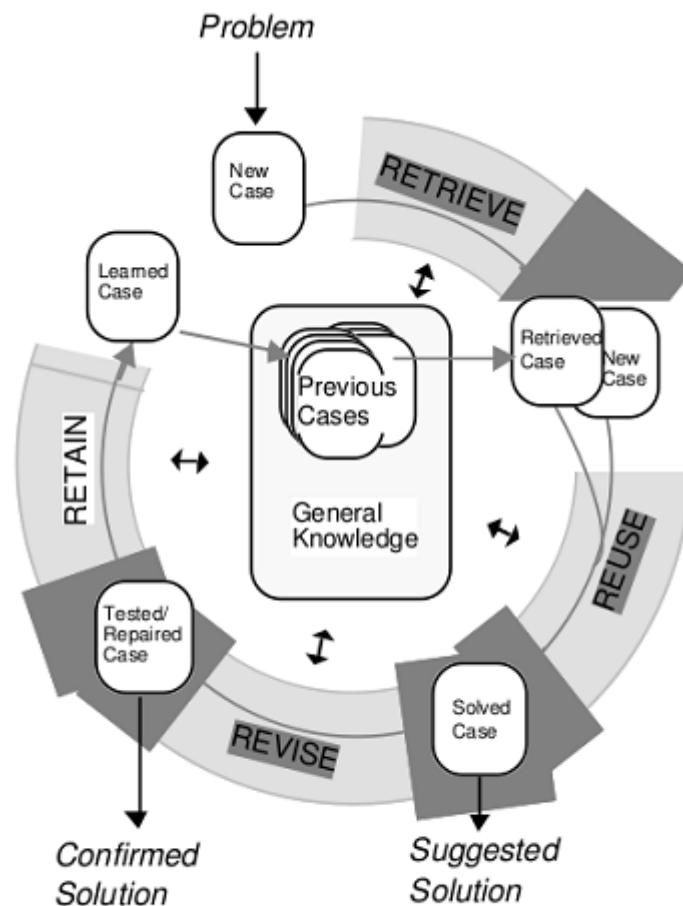 Problem
New
Case
RETRIEVE
Learned
Case
Retrieved
Case
New
Case
Previous
Cases
General
Knowledge
RETAIN
REUSE
Tested/
Repaired
Case
Solved
Case
REVISE
Confirmed
Solution
Suggested
Solution